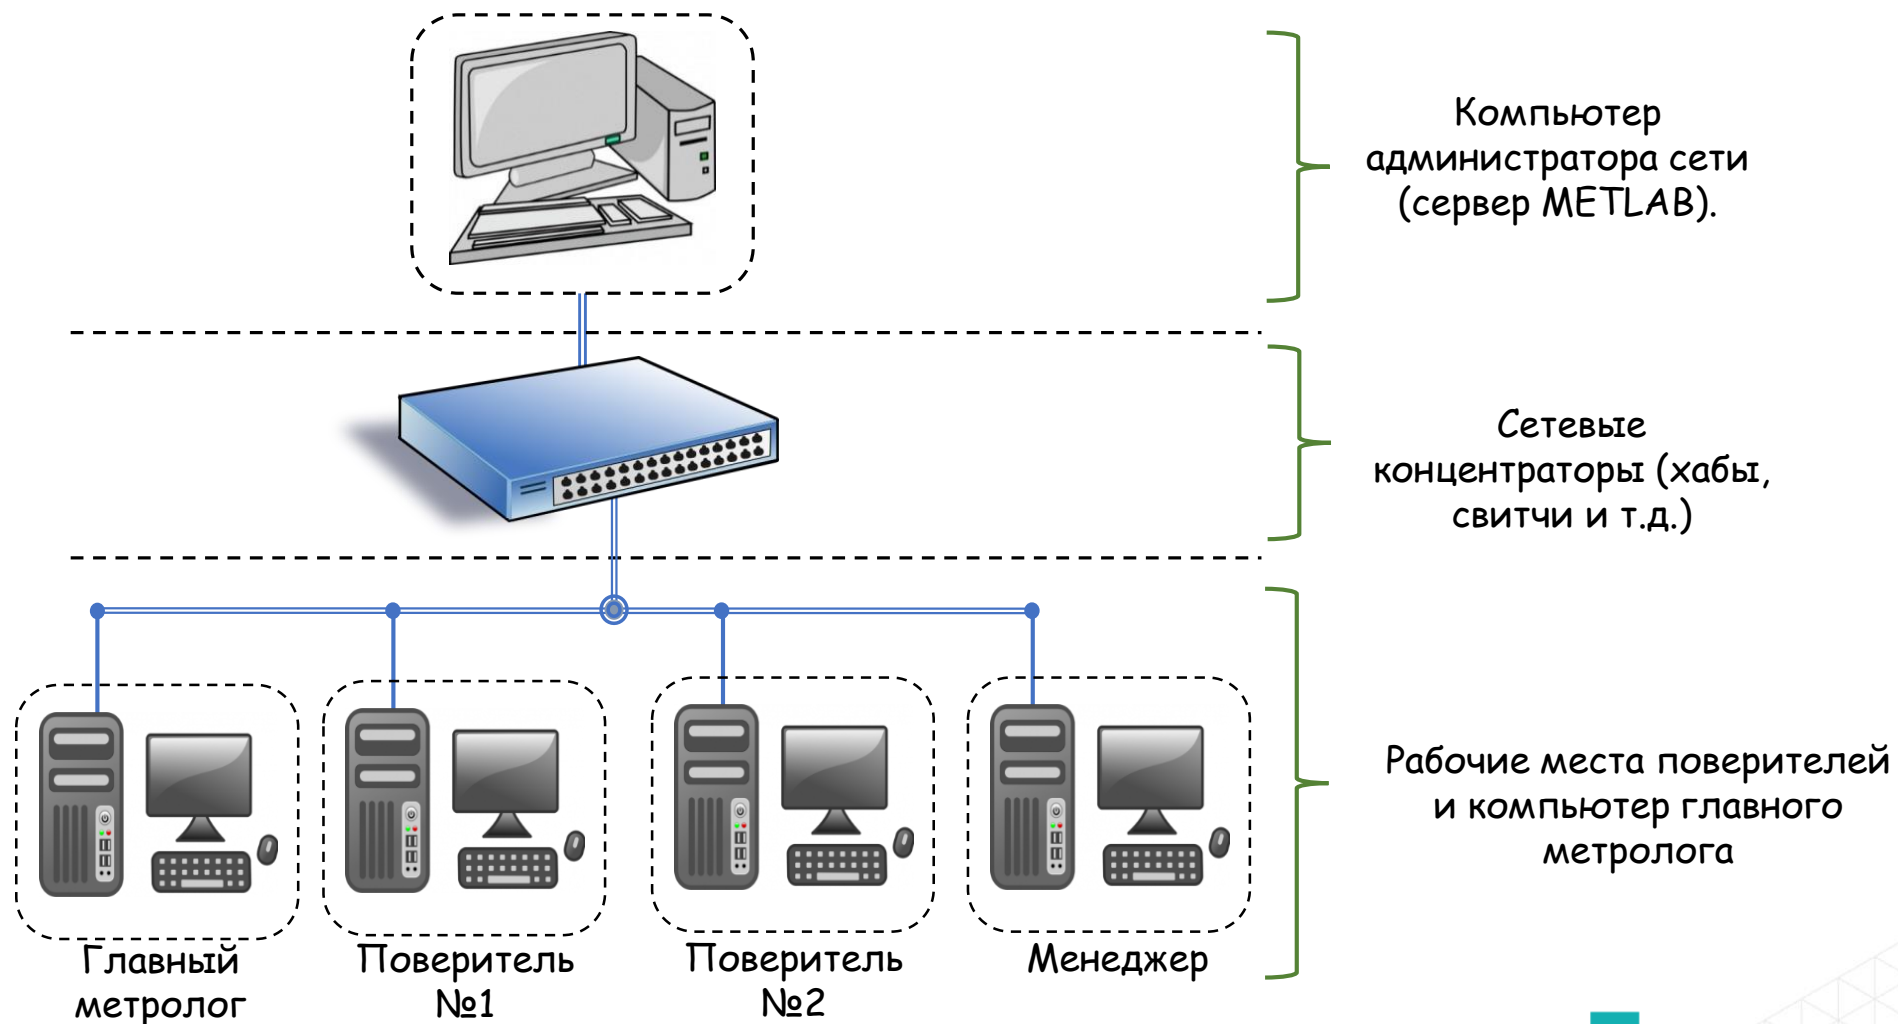 Компьютер
администратора сети
(сервер METLAB).
Сетевые
концентраторы (хабы,
свитчи и т.д.)
Рабочие места поверителей
и компьютер главного
метролога
Главный
метролог
Поверитель
№1
Поверитель
№2
Менеджер